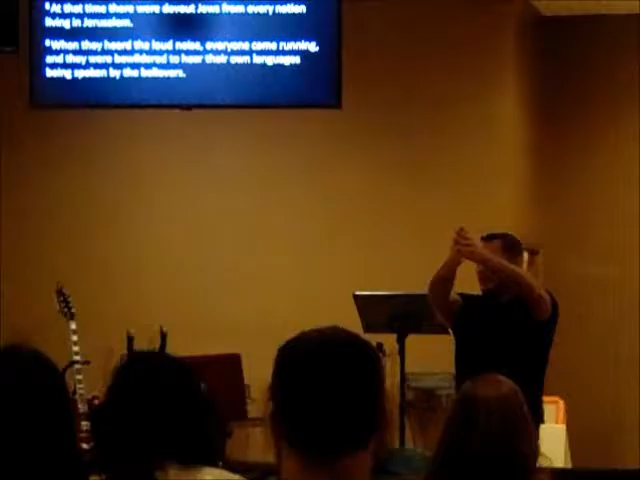 ⁵At that time there were devout Jews from every nation
living in Jerusalem.
⁶When they heard the loud noise, everyone came running,
and they were bewildered to hear their own languages
being spoken by the believers.